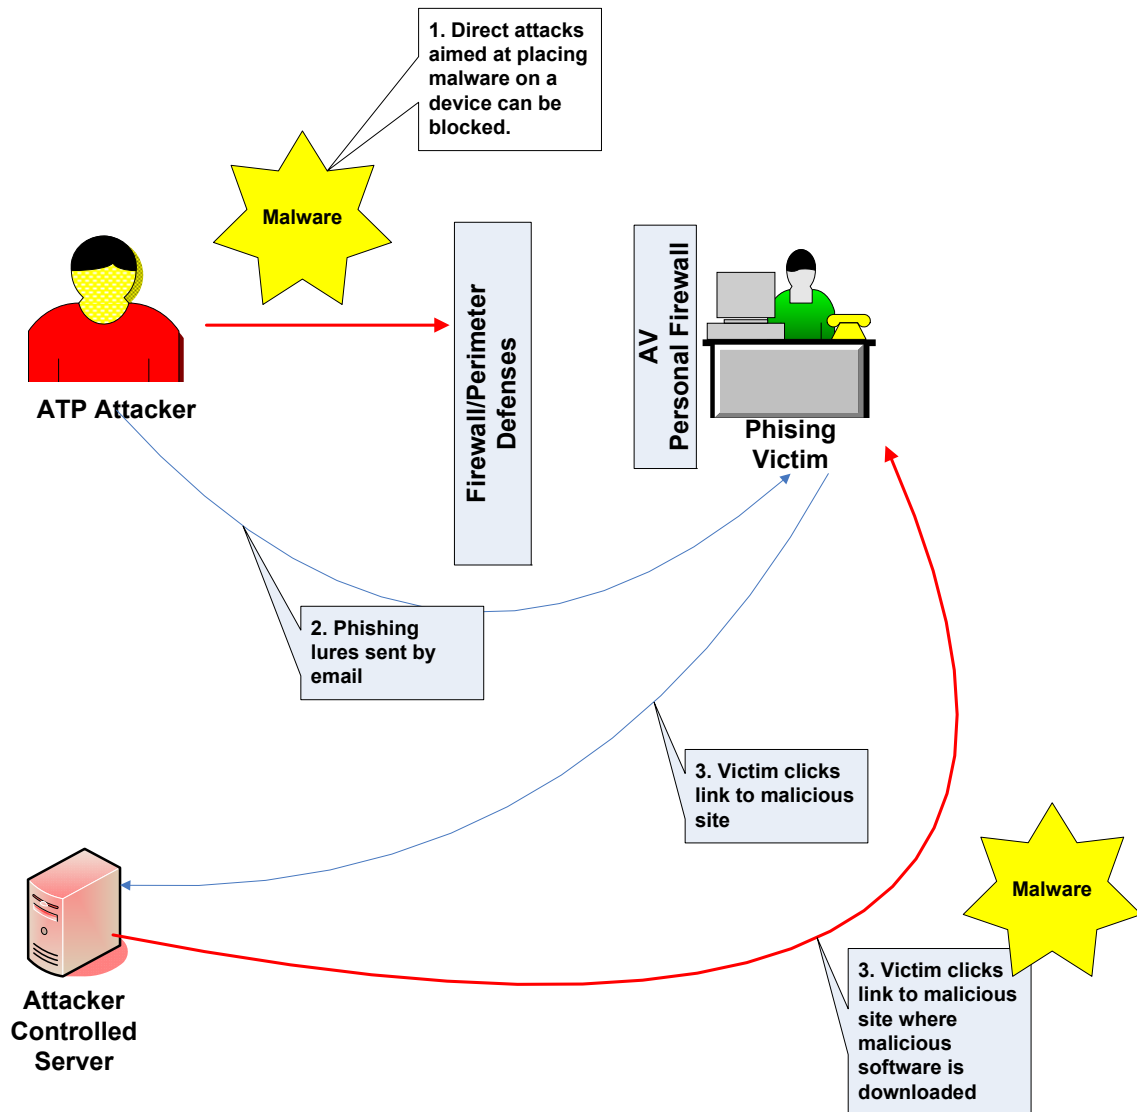 1. Direct attacks
aimed at placing
malware on a
device can be
blocked.
Malware
ATP Attacker
Firewall/Perimeter
Defenses
AV
Personal Firewall
Phising
Victim
2. Phishing
lures sent by
email
3. Victim clicks
link to malicious
site
Malware
3. Victim clicks
link to malicious
site where
malicious
software is
downloaded
Attacker
Controlled
Server